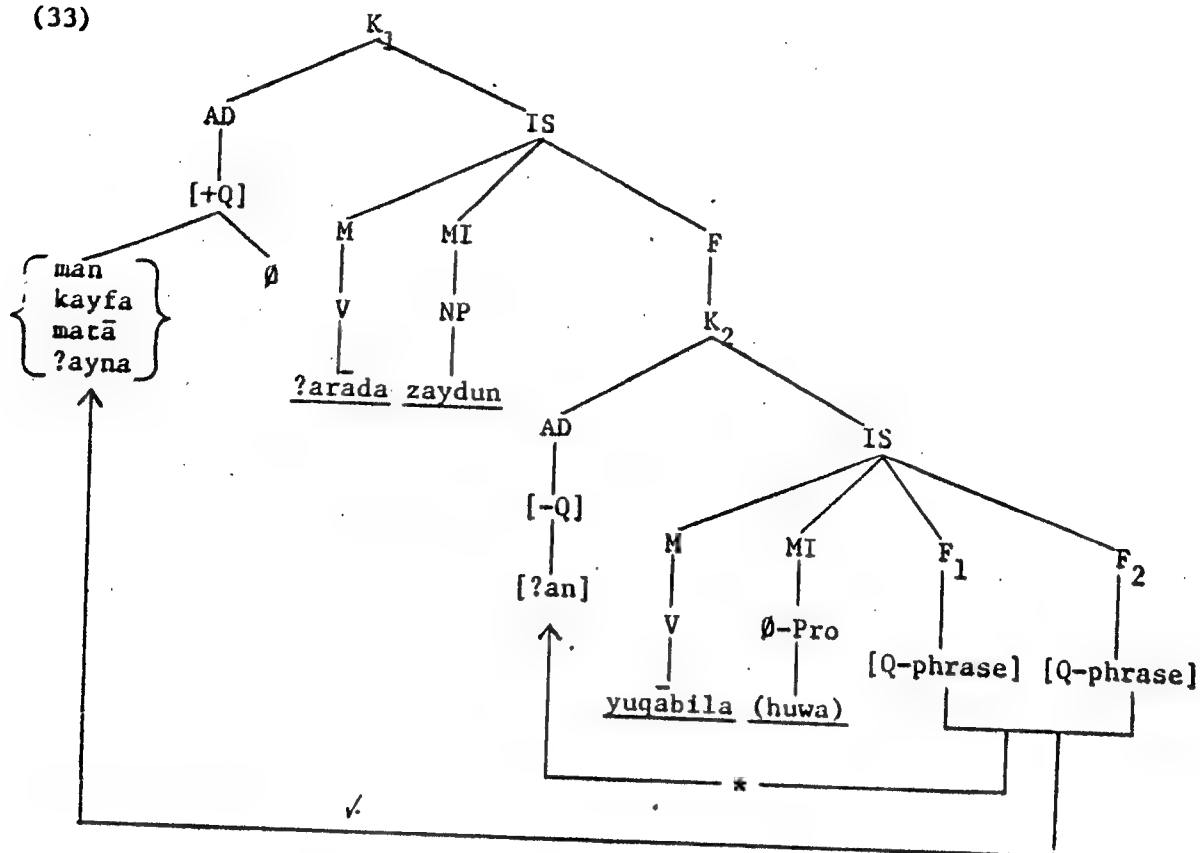 (33)
K1
AD IS
[+Q]
M MI F
man Ø
kayfa
matā
?ayna
V NP
K2
?arāda zaydun
AD IS
[-Q]
M MI F1 F2
[?an]
V Ø-Pro
[Q-phrase] [Q-phrase]
yuqābila (huwa)
*
✓